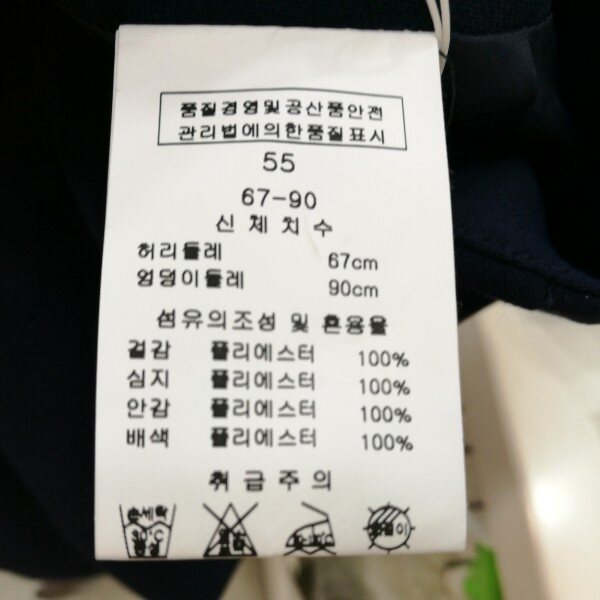 품질경영및공산품안전
관리법에의한품질표시
55
67-90
신체치수
허리둘레 67cm
엉덩이둘레 90cm
섬유의조성 및 혼용율
겉감 폴리에스터 100%
심지 폴리에스터 100%
안감 폴리에스터 100%
배색 폴리에스터 100%
취급주의
손세탁